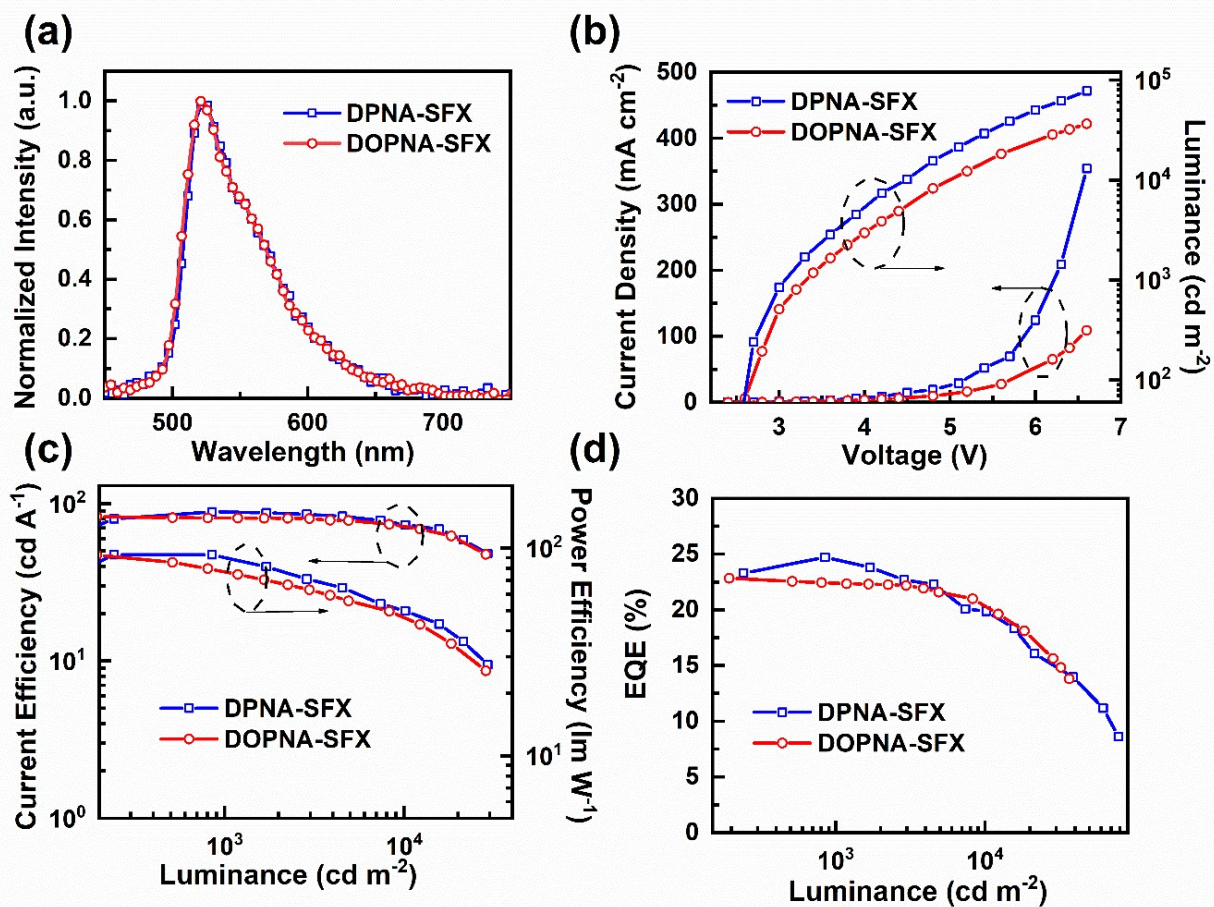 (a)
Normalized Intensity (a.u.)
1.0
0.8
0.6
0.4
0.2
0.0
DPNA-SFX
DOPNA-SFX
500
600
700
Wavelength (nm)
(b)
Current Density (mA cm⁻²)
500
450
400
300
200
100
0
DPNA-SFX
DOPNA-SFX
10⁵
10⁴
10³
10²
Luminance (cd m⁻²)
3
4
5
6
7
Voltage (V)
(c)
Current Efficiency (cd A⁻¹)
10²
10¹
10⁰
DPNA-SFX
DOPNA-SFX
10²
10¹
Power Efficiency (lm W⁻¹)
10³
10⁴
Luminance (cd m⁻²)
(d)
EQE (%)
30
25
20
15
10
5
0
DPNA-SFX
DOPNA-SFX
10³
10⁴
Luminance (cd m⁻²)